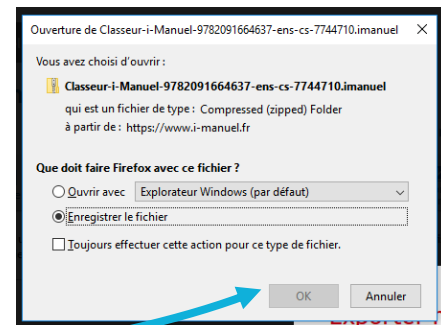 Ouverture de Classeur-i-Manuel-9782091664637-ens-cs-7744710.imanuel
Vous avez choisi d'ouvrir :
Classeur-i-Manuel-9782091664637-ens-cs-7744710.imanuel
qui est un fichier de type : Compressed (zipped) Folder
à partir de : https://www.i-manuel.fr
Que doit faire Firefox avec ce fichier ?
Ouvrir avec Explorateur Windows (par défaut)
Enregistrer le fichier
Toujours effectuer cette action pour ce type de fichier.
OK Annuler